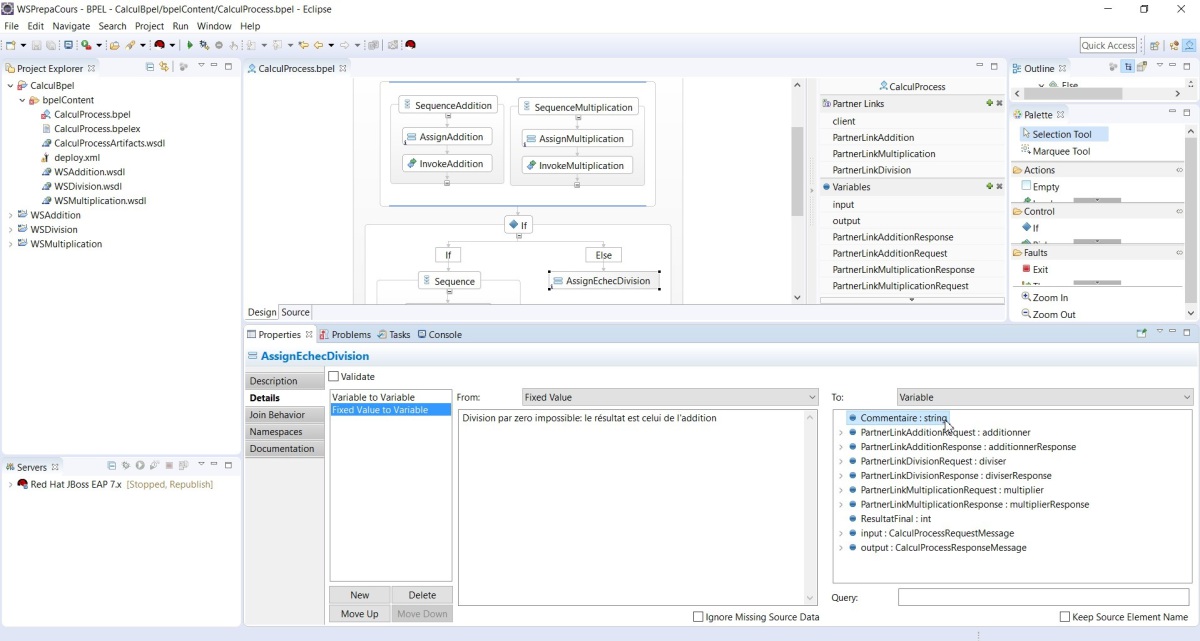 WSPrepaCours - BPEL - CalculBpel/bpelContent/CalculProcess.bpel - Eclipse
File Edit Navigate Search Project Run Window Help
Quick Access
Project Explorer
CalculBpel
bpelContent
CalculProcess.bpel
CalculProcess.bpelex
CalculProcessArtifacts.wsdl
deploy.xml
WSAddition.wsdl
WSDivision.wsdl
WSMultiplication.wsdl
WSAddition
WSDivision
WSMultiplication
Servers
Red Hat JBoss EAP 7.x [Stopped, Republish]
CalculProcess.bpel
SequenceAddition
AssignAddition
InvokeAddition
SequenceMultiplication
AssignMultiplication
InvokeMultiplication
If
If
Else
Sequence
AssignEchecDivision
Design Source
CalculProcess
Partner Links
client
PartnerLinkAddition
PartnerLinkMultiplication
PartnerLinkDivision
Variables
input
output
PartnerLinkAdditionResponse
PartnerLinkAdditionRequest
PartnerLinkMultiplicationResponse
PartnerLinkMultiplicationRequest
Outline
Else
Palette
Selection Tool
Marquee Tool
Actions
Empty
Control
If
Faults
Exit
Zoom In
Zoom Out
Properties Problems Tasks Console
AssignEchecDivision
Description
Details
Join Behavior
Namespaces
Documentation
Validate
Variable to Variable
Fixed Value to Variable
New Delete
Move Up Move Down
From: Fixed Value
Division par zero impossible: le résultat est celui de l'addition
Ignore Missing Source Data
To: Variable
Commentaire : string
PartnerLinkAdditionRequest : additionner
PartnerLinkAdditionResponse : additionnerResponse
PartnerLinkDivisionRequest : diviser
PartnerLinkDivisionResponse : diviserResponse
PartnerLinkMultiplicationRequest : multiplier
PartnerLinkMultiplicationResponse : multiplierResponse
ResultatFinal : int
input : CalculProcessRequestMessage
output : CalculProcessResponseMessage
Query:
Keep Source Element Name